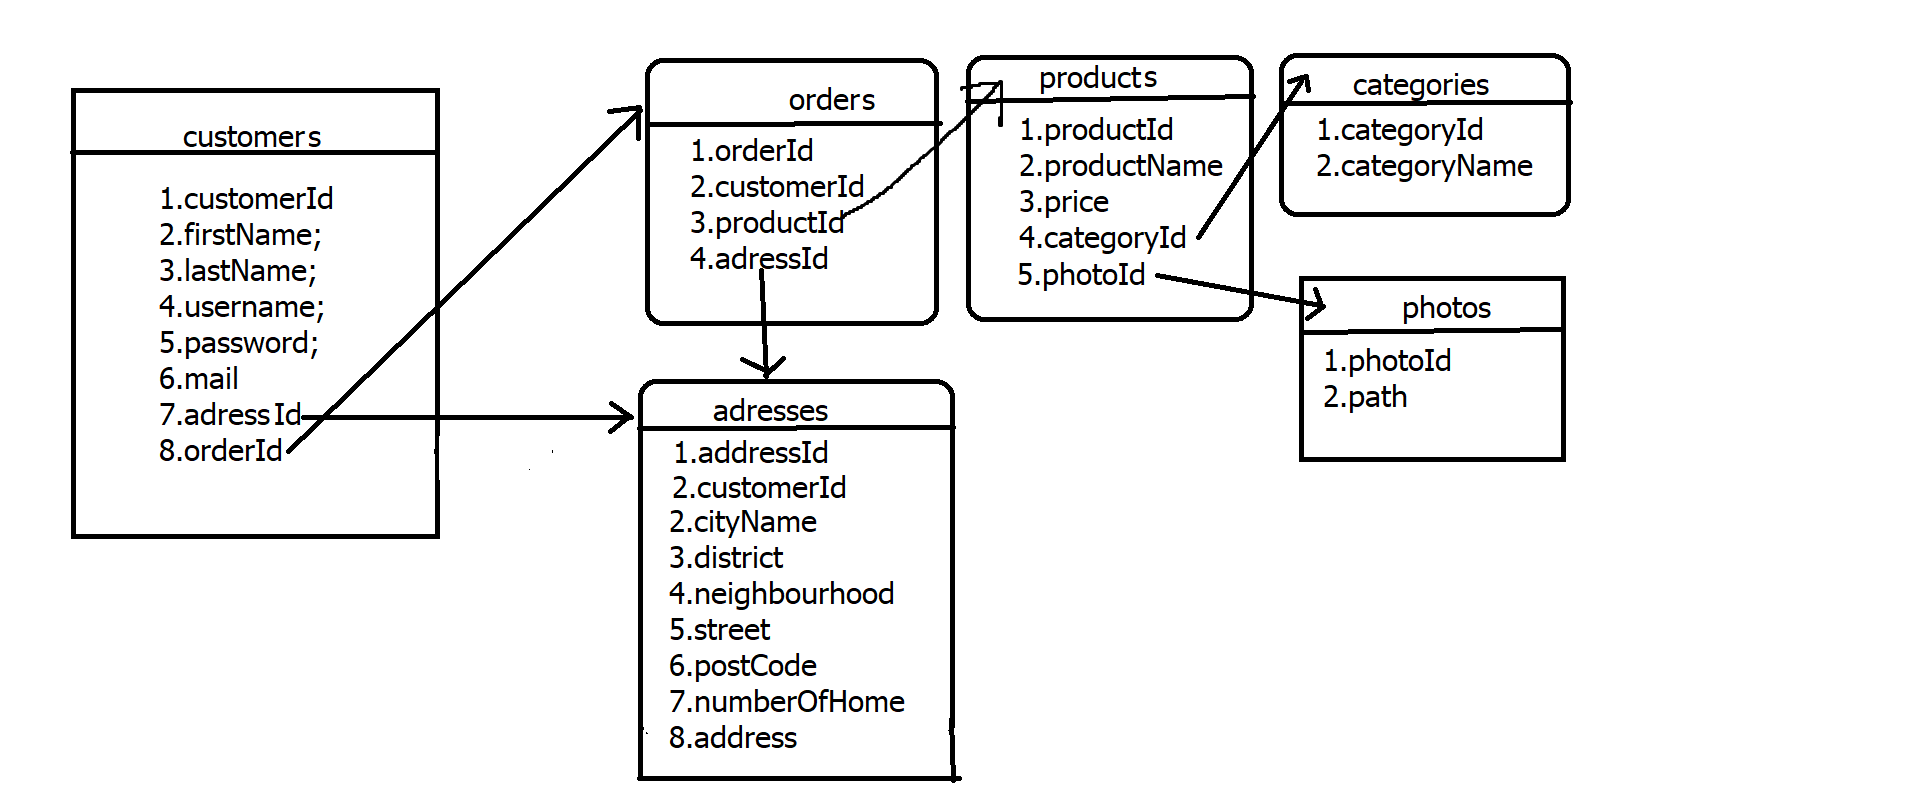 customers
1.customerId
2.firstName;
3.lastName;
4.username;
5.password;
6.mail
7.adressId
8.orderId
orders
1.orderId
2.customerId
3.productId
4.adressId
products
1.productId
2.productName
3.price
4.categoryId
5.photoId
categories
1.categoryId
2.categoryName
photos
1.photoId
2.path
adresses
1.addressId
2.customerId
2.cityName
3.district
4.neighbourhood
5.street
6.postCode
7.numberOfHome
8.address